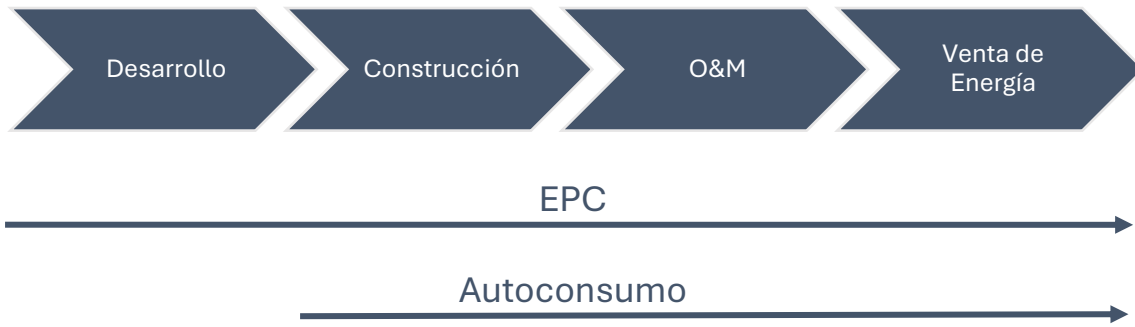 Desarrollo
Construcción
O&M
Venta de
Energía
EPC
Autoconsumo